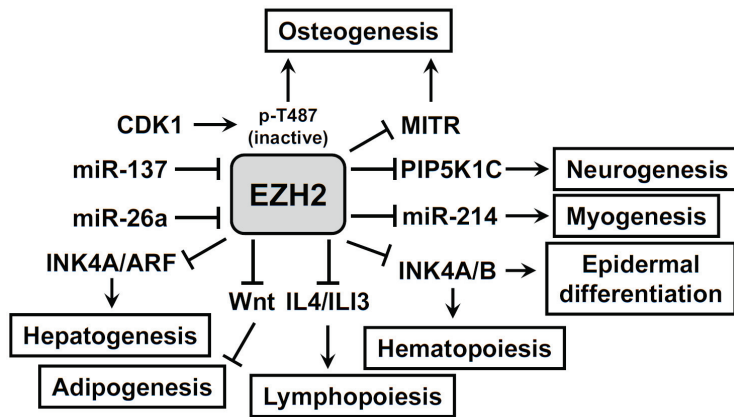 Osteogenesis
CDK1
p-T487
(inactive)
MITR
miR-137
PIP5K1C
Neurogenesis
EZH2
miR-26a
miR-214
Myogenesis
INK4A/ARF
INK4A/B
Epidermal
differentiation
Wnt
IL4/ILI3
Hepatogenesis
Hematopoiesis
Adipogenesis
Lymphopoiesis